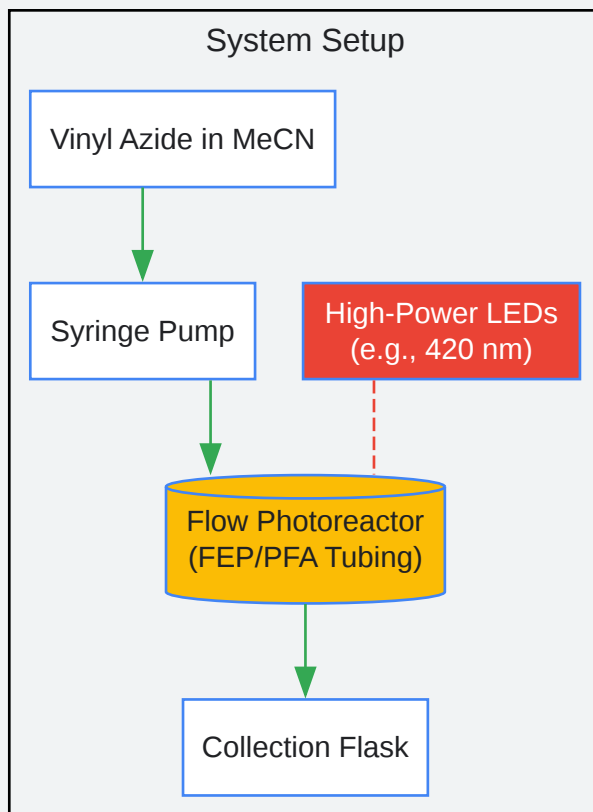 System Setup
Vinyl Azide in MeCN
Syringe Pump
High-Power LEDs
(e.g., 420 nm)
Flow Photoreactor
(FEP/PFA Tubing)
Collection Flask